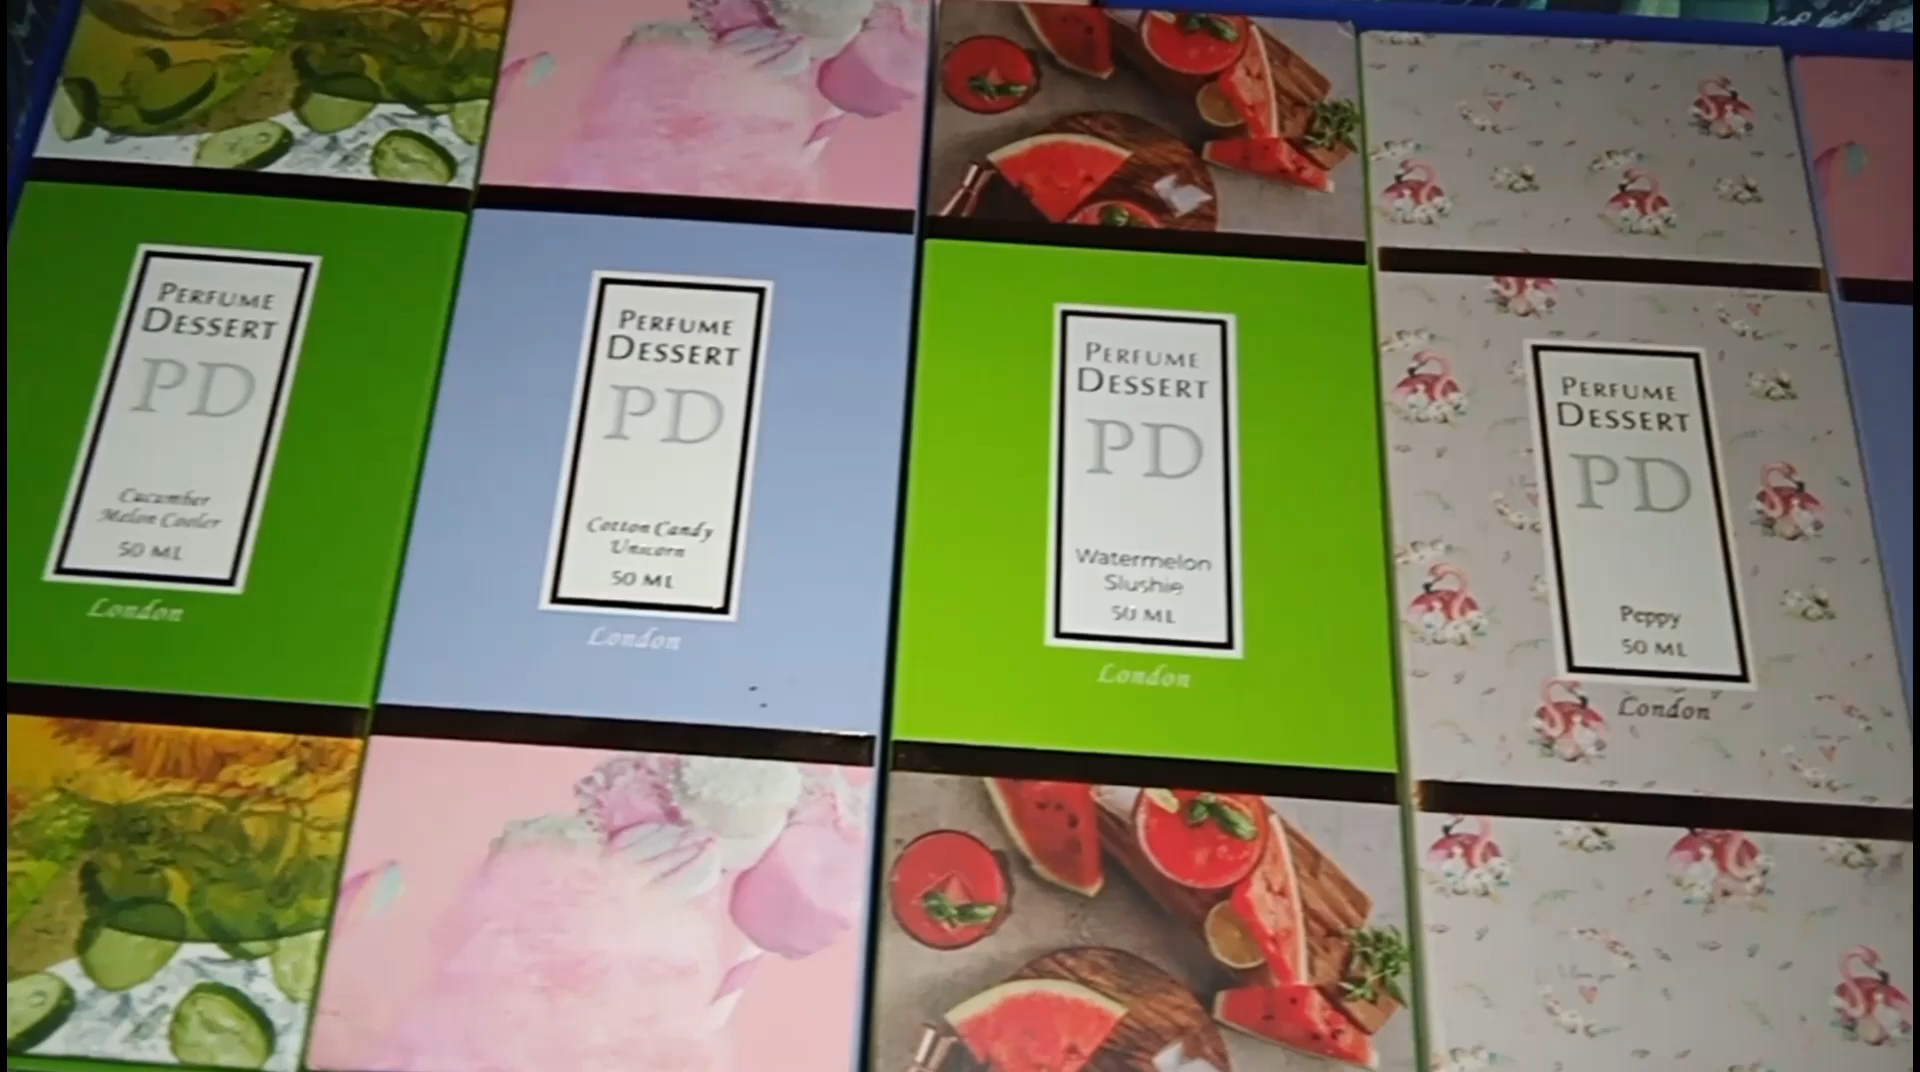 PERFUME
DESSERT
PD
Cucumber
Melon Cooler
50 ML
London
PERFUME
DESSERT
PD
Cotton Candy
Unicorn
50 ML
London
PERFUME
DESSERT
PD
Watermelon
Slushie
50 ML
London
PERFUME
DESSERT
PD
Peppy
50 ML
London